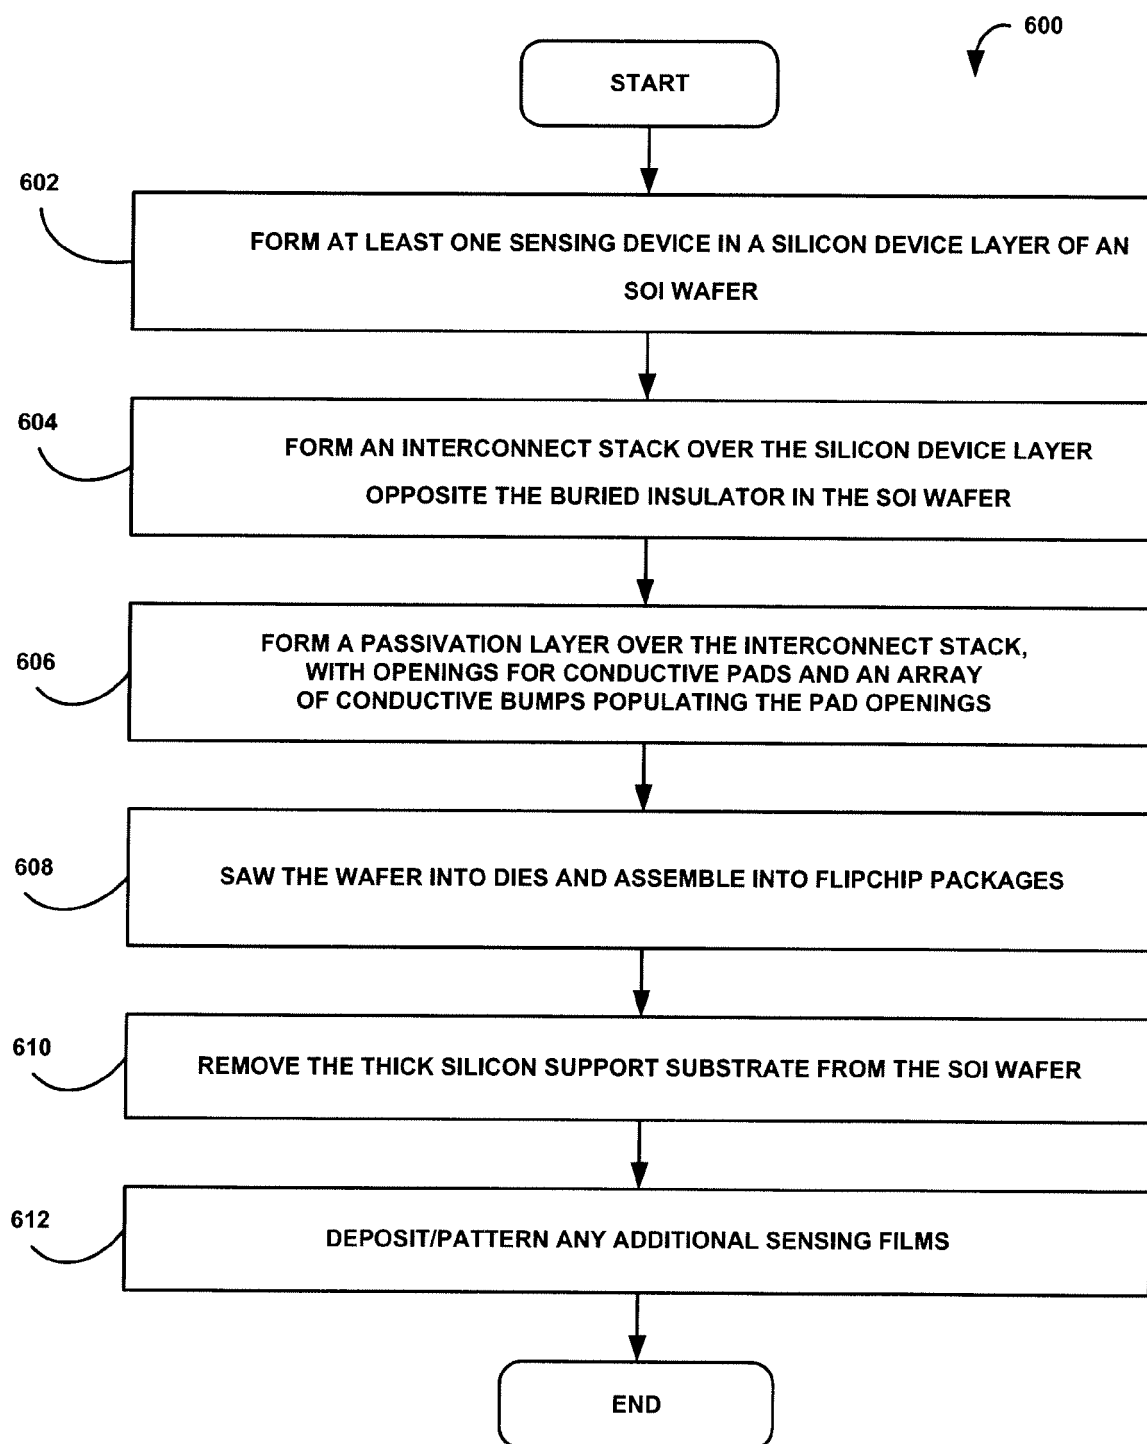 600
START
602
FORM AT LEAST ONE SENSING DEVICE IN A SILICON DEVICE LAYER OF AN
SOI WAFER
604
FORM AN INTERCONNECT STACK OVER THE SILICON DEVICE LAYER
OPPOSITE THE BURIED INSULATOR IN THE SOI WAFER
606
FORM A PASSIVATION LAYER OVER THE INTERCONNECT STACK,
WITH OPENINGS FOR CONDUCTIVE PADS AND AN ARRAY
OF CONDUCTIVE BUMPS POPULATING THE PAD OPENINGS
608
SAW THE WAFER INTO DIES AND ASSEMBLE INTO FLIPCHIP PACKAGES
610
REMOVE THE THICK SILICON SUPPORT SUBSTRATE FROM THE SOI WAFER
612
DEPOSIT/PATTERN ANY ADDITIONAL SENSING FILMS
END